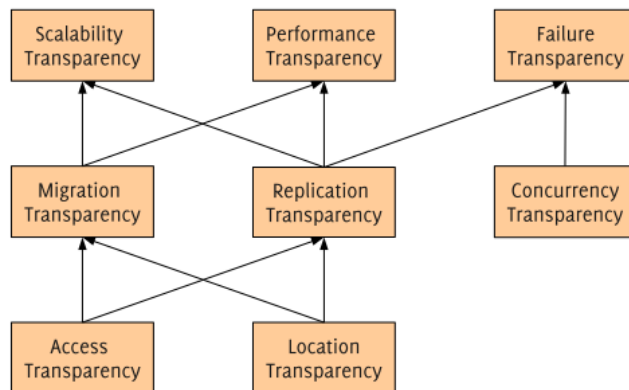 Scalability
Transparency
Performance
Transparency
Failure
Transparency
Migration
Transparency
Replication
Transparency
Concurrency
Transparency
Access
Transparency
Location
Transparency